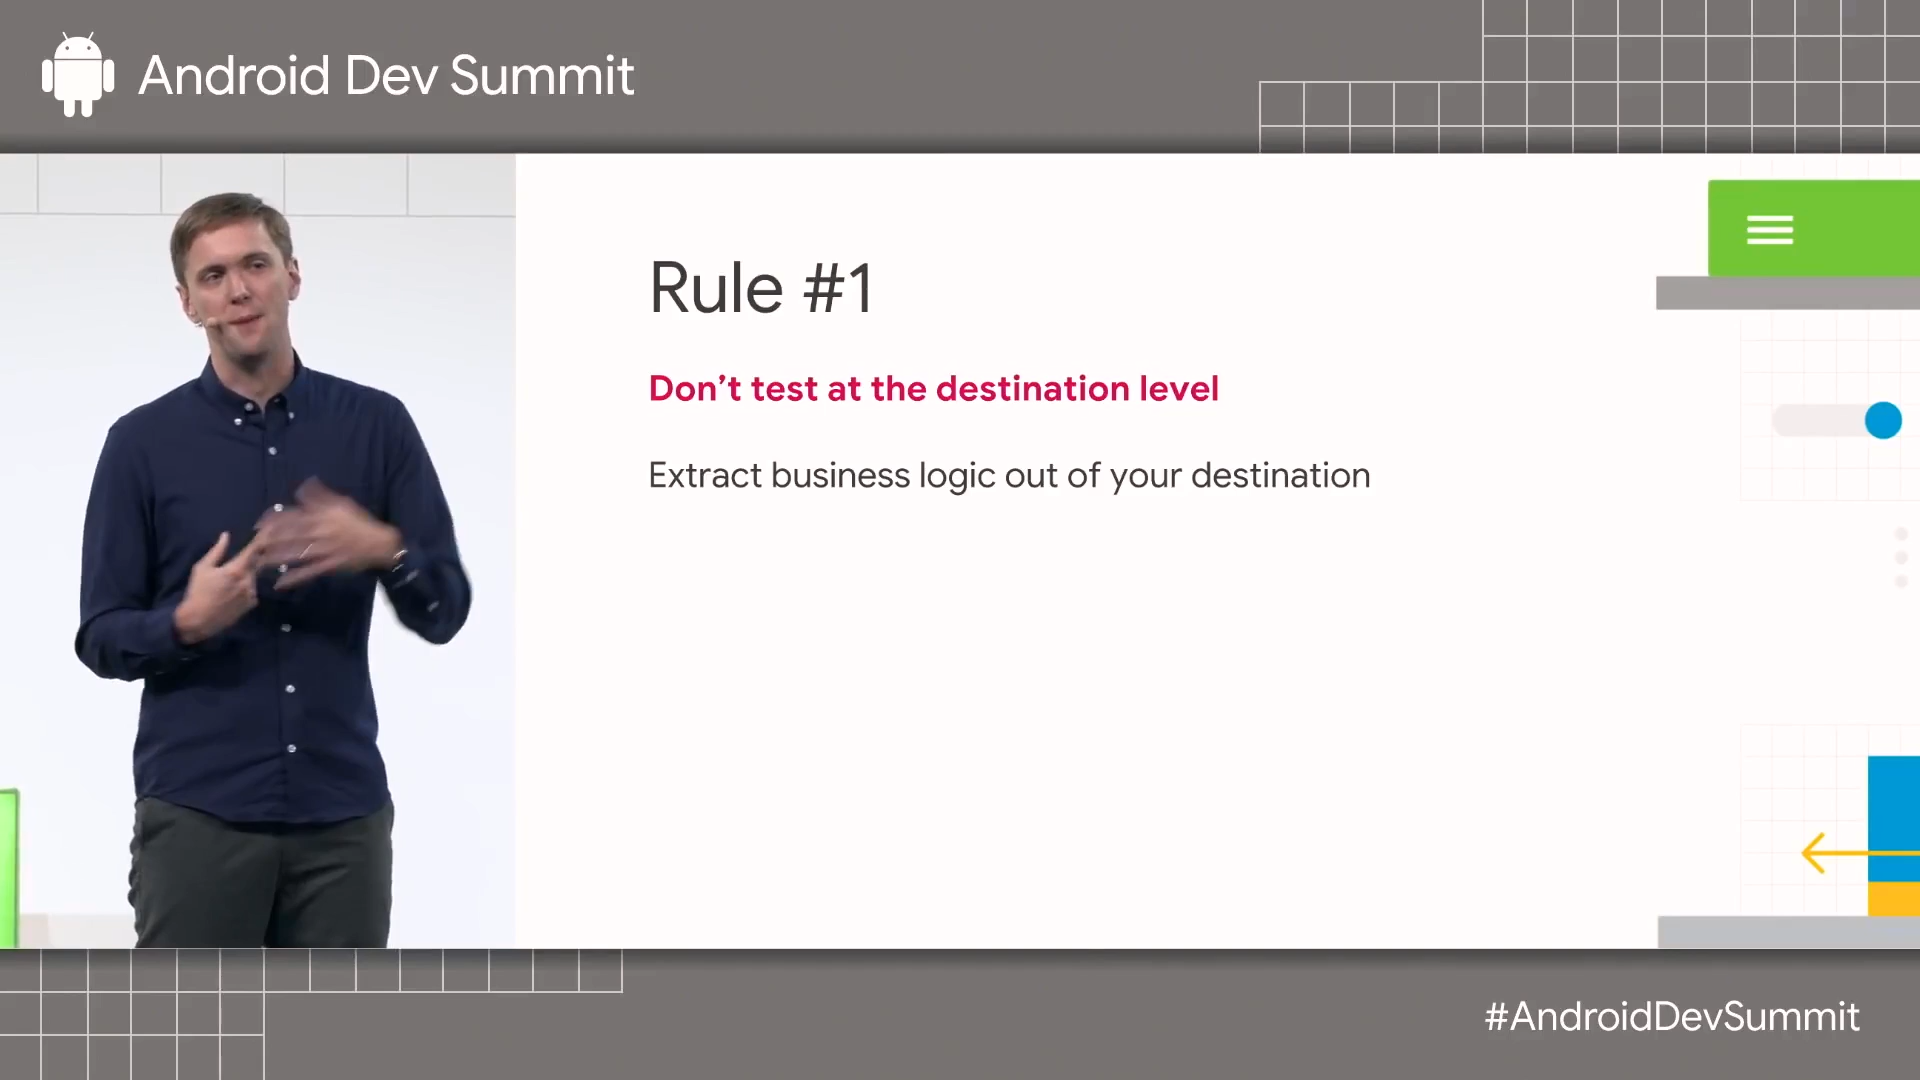 Android Dev Summit
Rule #1
Don't test at the destination level
Extract business logic out of your destination
#AndroidDevSummit